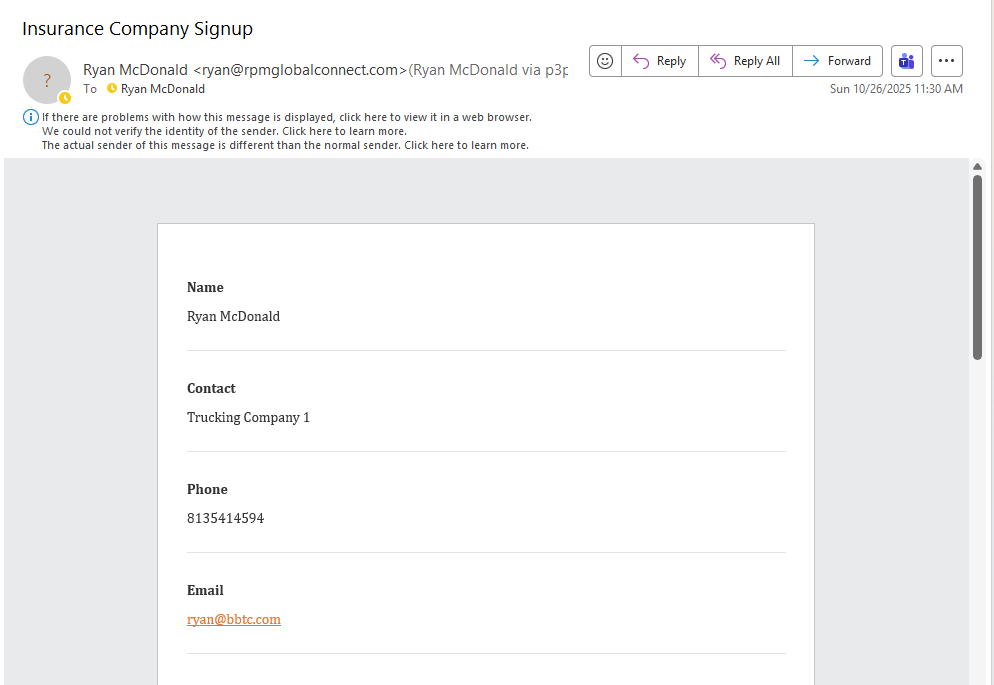 Insurance Company Signup
?
Ryan McDonald <ryan@rpmglobalconnect.com>(Ryan McDonald via p3p
Reply
Reply All
Forward
To Ryan McDonald
Sun 10/26/2025 11:30 AM
If there are problems with how this message is displayed, click here to view it in a web browser.
We could not verify the identity of the sender. Click here to learn more.
The actual sender of this message is different than the normal sender. Click here to learn more.
Name
Ryan McDonald
Contact
Trucking Company 1
Phone
8135414594
Email
ryan@bbtc.com